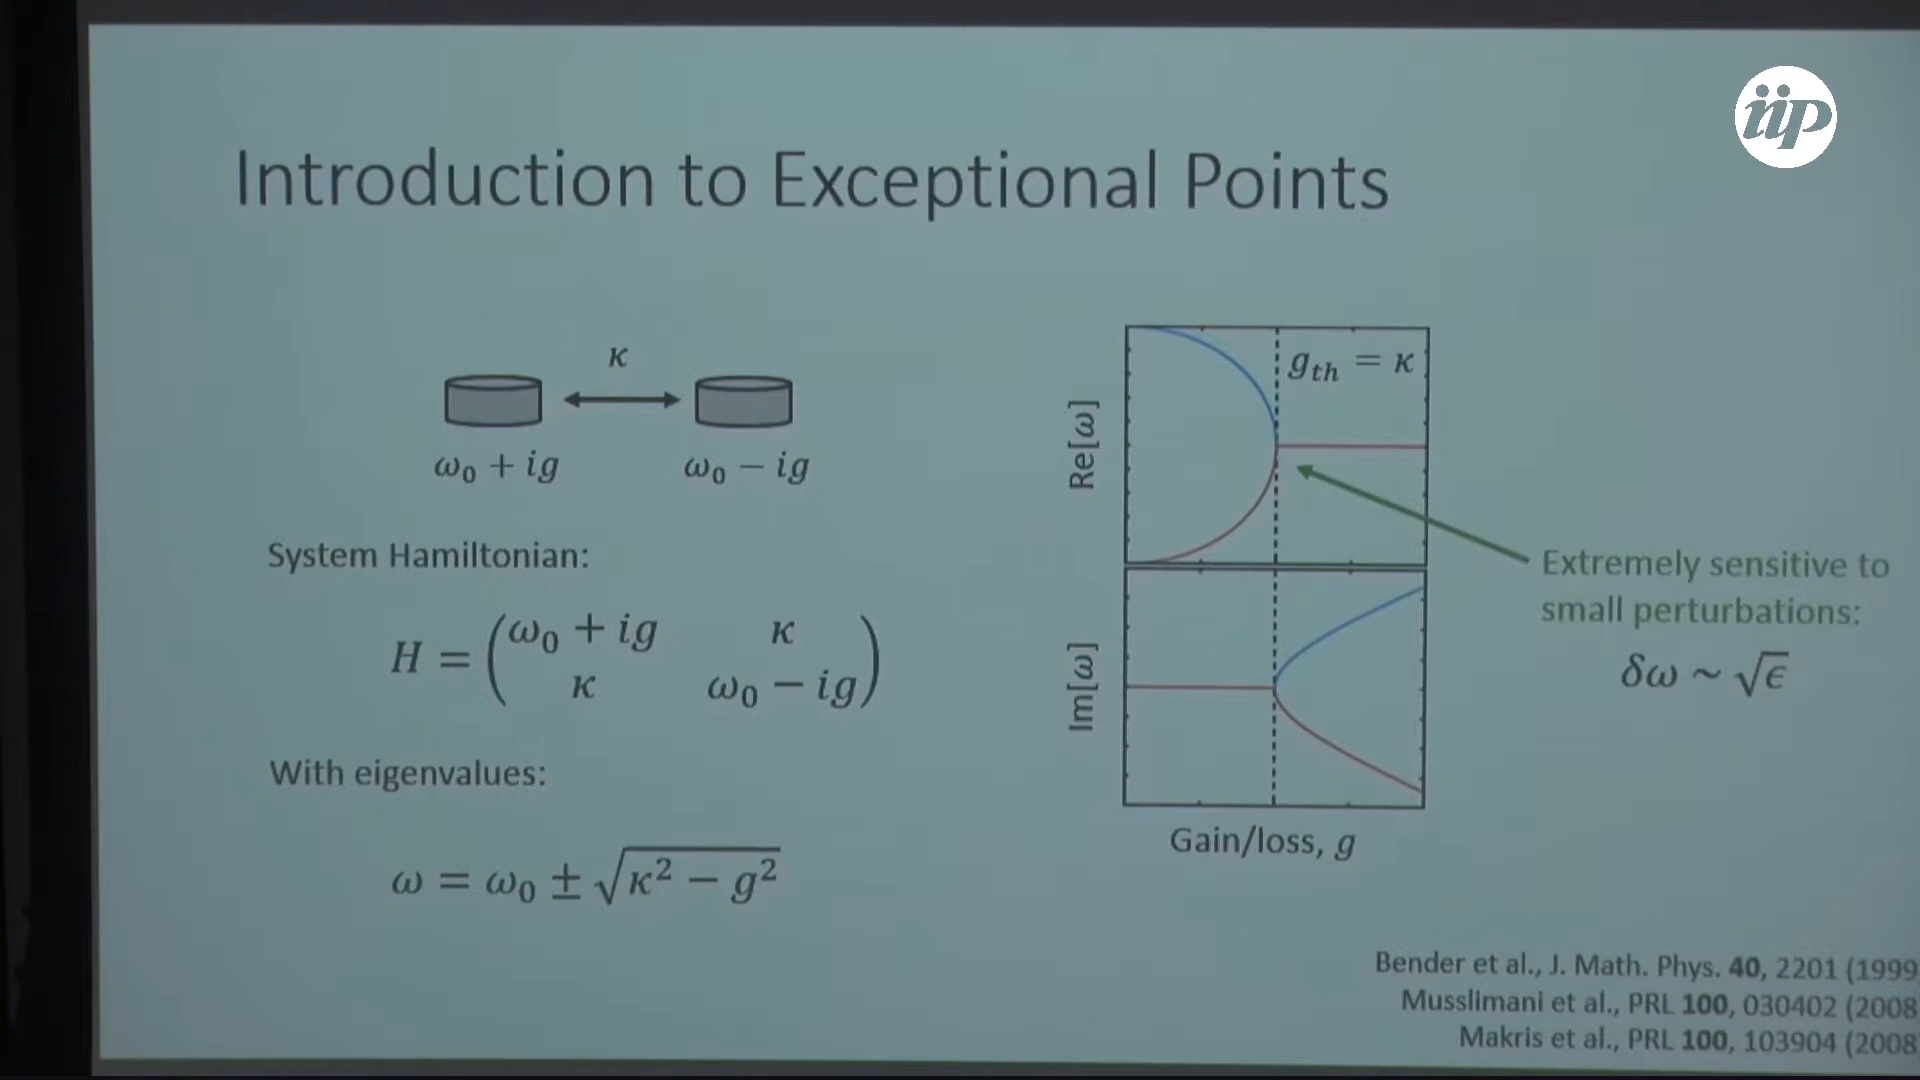 iip
Introduction to Exceptional Points
κ
ω₀ + ig
ω₀ − ig
System Hamiltonian:
H = (ω₀ + ig κ
κ ω₀ − ig)
With eigenvalues:
ω = ω₀ ± √κ² − g²
Re[ω]
g_th = κ
Im[ω]
Gain/loss, g
Extremely sensitive to
small perturbations:
δω ~ √ϵ
Bender et al., J. Math. Phys. 40, 2201 (1999
Musslimani et al., PRL 100, 030402 (2008
Makris et al., PRL 100, 103904 (2008